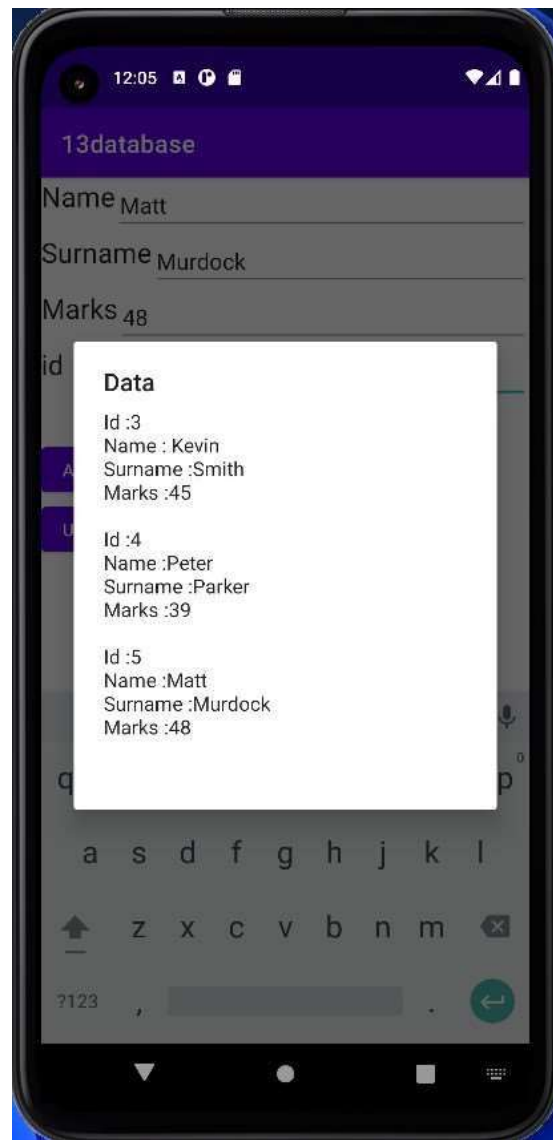 12:05
13database
Name Matt
Surname Murdock
Marks 48
id
Data
Id :3
Name : Kevin
Surname :Smith
Marks :45
Id :4
Name :Peter
Surname :Parker
Marks :39
Id :5
Name :Matt
Surname :Murdock
Marks :48
A
U
q p 0
a s d f g h j k l
z x c v b n m
?123 , .